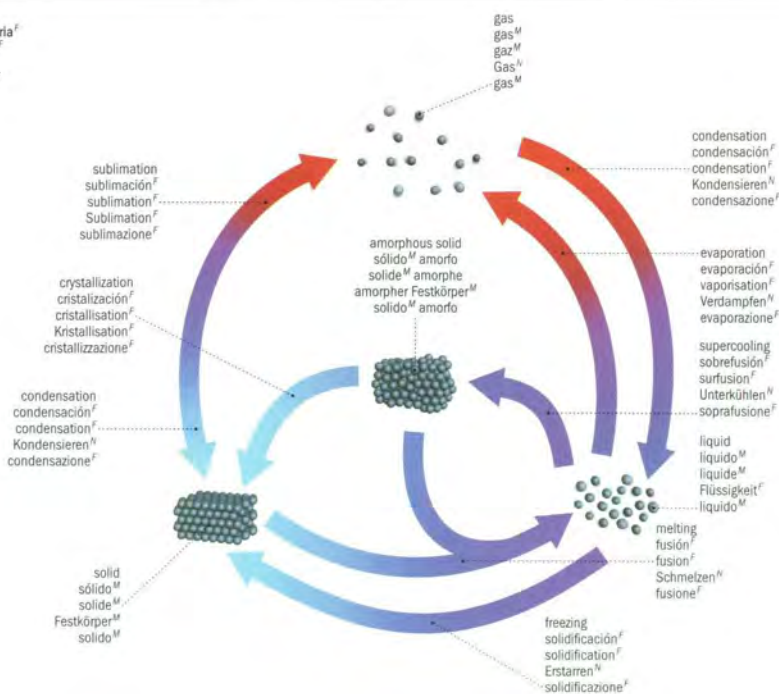 ria^F
F
gas
gas^M
gaz^M
Gas^N
gas^M
condensation
condensación^F
condensation^F
Kondensieren^N
condensazione^F
sublimation
sublimación^F
sublimation^F
Sublimation^F
sublimazione^F
amorphous solid
sólido^M amorfo
solide^M amorphe
amorpher Festkörper^M
solido^M amorfo
evaporation
evaporación^F
vaporisation^F
Verdampfen^N
evaporazione^F
crystallization
cristalización^F
cristallisation^F
Kristallisation^F
cristallizzazione^F
supercooling
sobrefusión^F
surfusion^F
Unterkühlen^N
soprafusione^F
condensation
condensación^F
condensation^F
Kondensieren^N
condensazione^F
liquid
líquido^M
liquide^M
Flüssigkeit^F
liquido^M
melting
fusión^F
fusion^F
Schmelzen^N
fusione^F
solid
sólido^M
solide^M
Festkörper^M
solido^M
freezing
solidificación^F
solidification^F
Erstarren^N
solidificazione^F